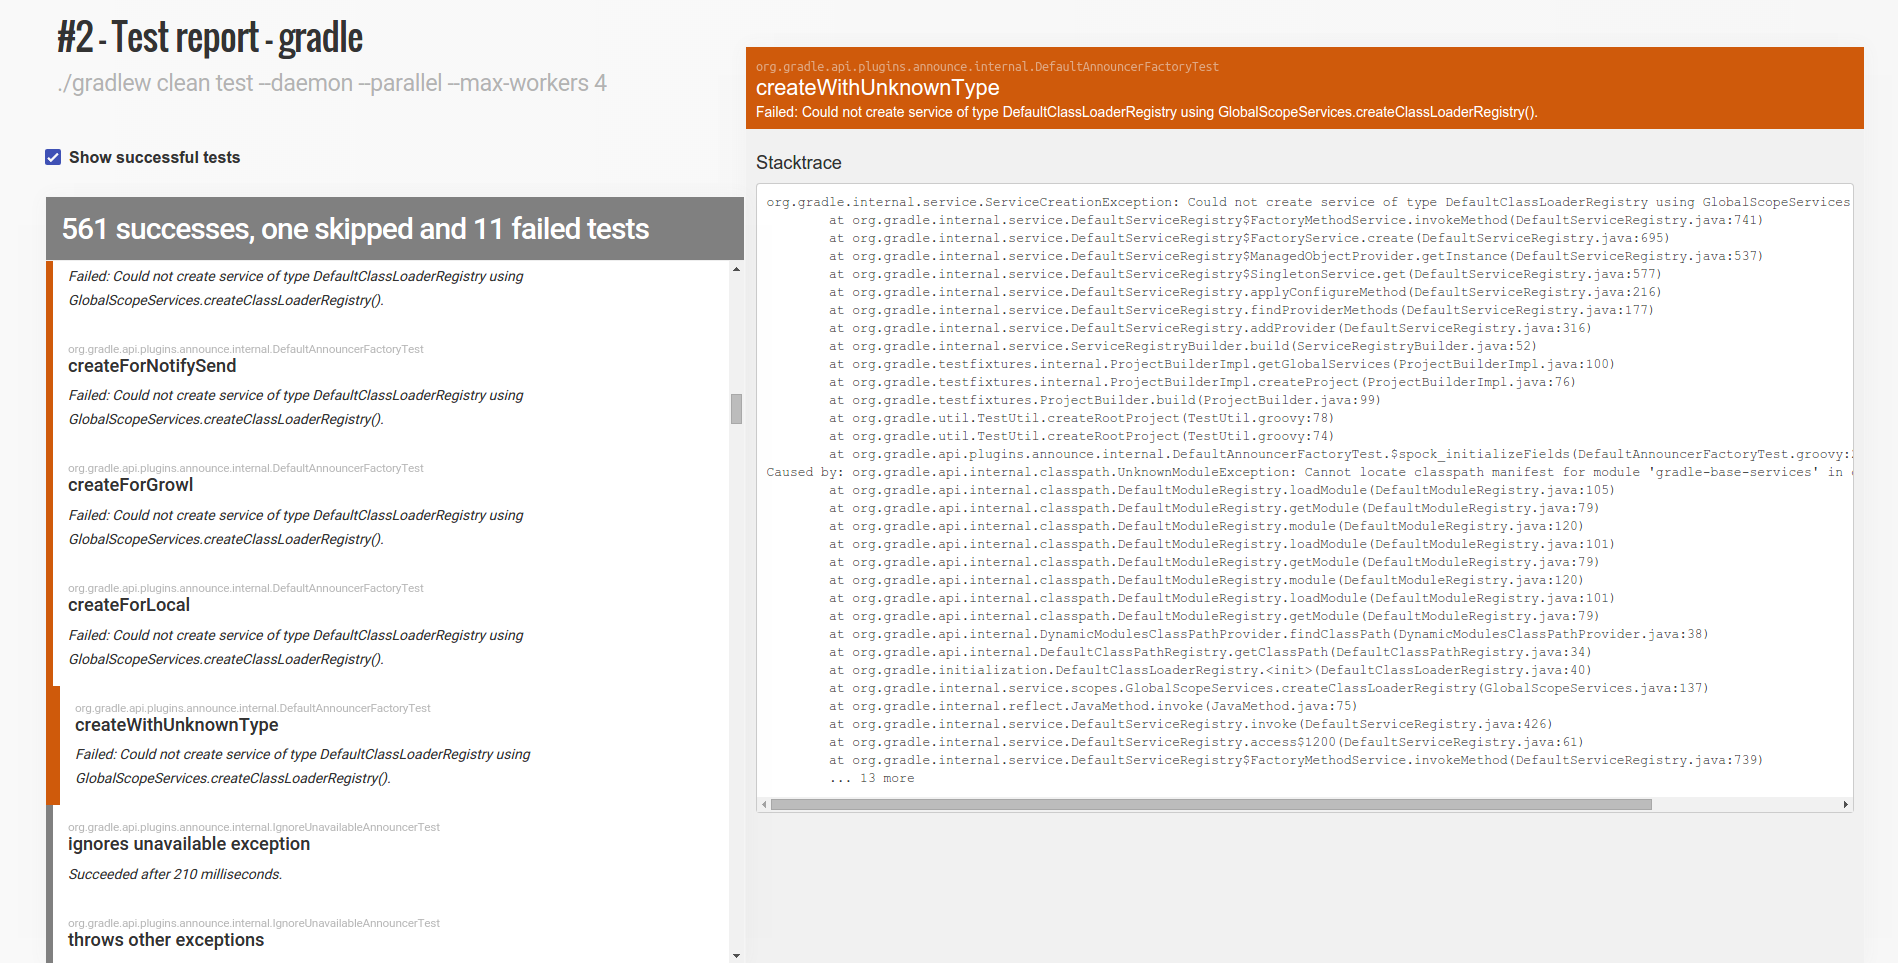 #2 - Test report - gradle
./gradlew clean test --daemon --parallel --max-workers 4
Show successful tests
561 successes, one skipped and 11 failed tests
Failed: Could not create service of type DefaultClassLoaderRegistry using
GlobalScopeServices.createClassLoaderRegistry().
org.gradle.api.plugins.announce.internal.DefaultAnnouncerFactoryTest
createForNotifySend
Failed: Could not create service of type DefaultClassLoaderRegistry using
GlobalScopeServices.createClassLoaderRegistry().
org.gradle.api.plugins.announce.internal.DefaultAnnouncerFactoryTest
createForGrowl
Failed: Could not create service of type DefaultClassLoaderRegistry using
GlobalScopeServices.createClassLoaderRegistry().
org.gradle.api.plugins.announce.internal.DefaultAnnouncerFactoryTest
createForLocal
Failed: Could not create service of type DefaultClassLoaderRegistry using
GlobalScopeServices.createClassLoaderRegistry().
org.gradle.api.plugins.announce.internal.DefaultAnnouncerFactoryTest
createWithUnknownType
Failed: Could not create service of type DefaultClassLoaderRegistry using
GlobalScopeServices.createClassLoaderRegistry().
org.gradle.api.plugins.announce.internal.IgnoreUnavailableAnnouncerTest
ignores unavailable exception
Succeeded after 210 milliseconds.
org.gradle.api.plugins.announce.internal.IgnoreUnavailableAnnouncerTest
throws other exceptions
org.gradle.api.plugins.announce.internal.DefaultAnnouncerFactoryTest
createWithUnknownType
Failed: Could not create service of type DefaultClassLoaderRegistry using GlobalScopeServices.createClassLoaderRegistry().
Stacktrace
org.gradle.internal.service.ServiceCreationException: Could not create service of type DefaultClassLoaderRegistry using GlobalScopeServices
at org.gradle.internal.service.DefaultServiceRegistry$FactoryMethodService.invokeMethod(DefaultServiceRegistry.java:741)
at org.gradle.internal.service.DefaultServiceRegistry$FactoryService.create(DefaultServiceRegistry.java:695)
at org.gradle.internal.service.DefaultServiceRegistry$ManagedObjectProvider.getInstance(DefaultServiceRegistry.java:537)
at org.gradle.internal.service.DefaultServiceRegistry$SingletonService.get(DefaultServiceRegistry.java:577)
at org.gradle.internal.service.DefaultServiceRegistry.applyConfigureMethod(DefaultServiceRegistry.java:216)
at org.gradle.internal.service.DefaultServiceRegistry.findProviderMethods(DefaultServiceRegistry.java:177)
at org.gradle.internal.service.DefaultServiceRegistry.addProvider(DefaultServiceRegistry.java:316)
at org.gradle.internal.service.ServiceRegistryBuilder.build(ServiceRegistryBuilder.java:52)
at org.gradle.testfixtures.internal.ProjectBuilderImpl.getGlobalServices(ProjectBuilderImpl.java:100)
at org.gradle.testfixtures.internal.ProjectBuilderImpl.createProject(ProjectBuilderImpl.java:76)
at org.gradle.testfixtures.ProjectBuilder.build(ProjectBuilder.java:99)
at org.gradle.util.TestUtil.createRootProject(TestUtil.groovy:78)
at org.gradle.util.TestUtil.createRootProject(TestUtil.groovy:74)
at org.gradle.api.plugins.announce.internal.DefaultAnnouncerFactoryTest.$spock_initializeFields(DefaultAnnouncerFactoryTest.groovy:
Caused by: org.gradle.api.internal.classpath.UnknownModuleException: Cannot locate classpath manifest for module 'gradle-base-services' in
at org.gradle.api.internal.classpath.DefaultModuleRegistry.loadModule(DefaultModuleRegistry.java:105)
at org.gradle.api.internal.classpath.DefaultModuleRegistry.getModule(DefaultModuleRegistry.java:79)
at org.gradle.api.internal.classpath.DefaultModuleRegistry.module(DefaultModuleRegistry.java:120)
at org.gradle.api.internal.classpath.DefaultModuleRegistry.loadModule(DefaultModuleRegistry.java:101)
at org.gradle.api.internal.classpath.DefaultModuleRegistry.getModule(DefaultModuleRegistry.java:79)
at org.gradle.api.internal.classpath.DefaultModuleRegistry.module(DefaultModuleRegistry.java:120)
at org.gradle.api.internal.classpath.DefaultModuleRegistry.loadModule(DefaultModuleRegistry.java:101)
at org.gradle.api.internal.classpath.DefaultModuleRegistry.getModule(DefaultModuleRegistry.java:79)
at org.gradle.api.internal.DynamicModulesClassPathProvider.findClassPath(DynamicModulesClassPathProvider.java:38)
at org.gradle.api.internal.DefaultClassPathRegistry.getClassPath(DefaultClassPathRegistry.java:34)
at org.gradle.initialization.DefaultClassLoaderRegistry.<init>(DefaultClassLoaderRegistry.java:40)
at org.gradle.internal.service.scopes.GlobalScopeServices.createClassLoaderRegistry(GlobalScopeServices.java:137)
at org.gradle.internal.reflect.JavaMethod.invoke(JavaMethod.java:75)
at org.gradle.internal.service.DefaultServiceRegistry.invoke(DefaultServiceRegistry.java:426)
at org.gradle.internal.service.DefaultServiceRegistry.access$1200(DefaultServiceRegistry.java:61)
at org.gradle.internal.service.DefaultServiceRegistry$FactoryMethodService.invokeMethod(DefaultServiceRegistry.java:739)
... 13 more